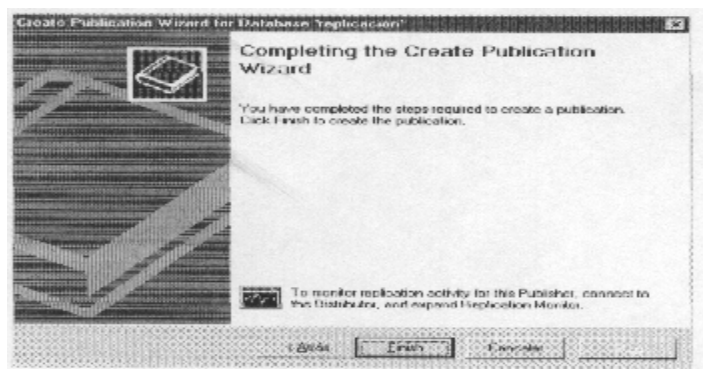 Create Publication Wizard for Database 'replicacion'
Completing the Create Publication
Wizard
You have completed the steps required to create a publication.
Click Finish to create the publication.
To monitor replication activity for this Publisher, connect to
the Distributor, and expand Replication Monitor.
< Atrás
Finish
Cancelar